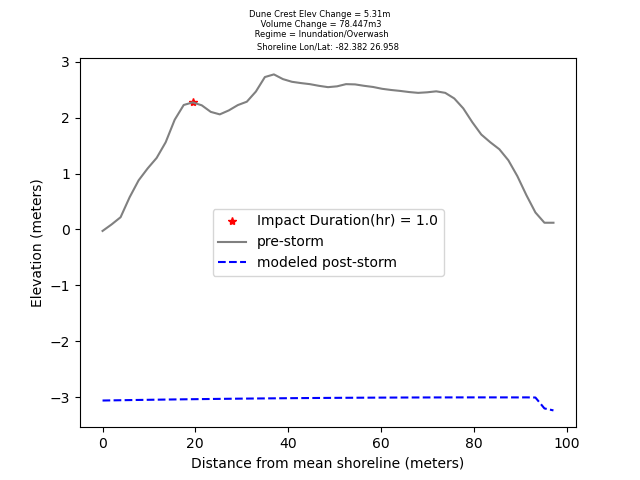 Dune Crest Elev Change = 5.31m
Volume Change = 78.447m3
Regime = Inundation/Overwash
Shoreline Lon/Lat: -82.382 26.958
3
2
1
0
−1
−2
−3
Elevation (meters)
Impact Duration(hr) = 1.0
pre-storm
modeled post-storm
0 20 40 60 80 100
Distance from mean shoreline (meters)